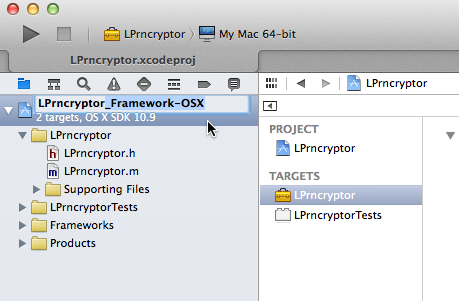 LPrncryptor
My Mac 64-bit
LPrncryptor.xcodeproj
LPrncryptor_Framework-OSX
2 targets, OS X SDK 10.9
LPrncryptor
LPrncryptor.h
LPrncryptor.m
Supporting Files
LPrncryptorTests
Frameworks
Products
LPrncryptor
PROJECT
LPrncryptor
TARGETS
LPrncryptor
LPrncryptorTests